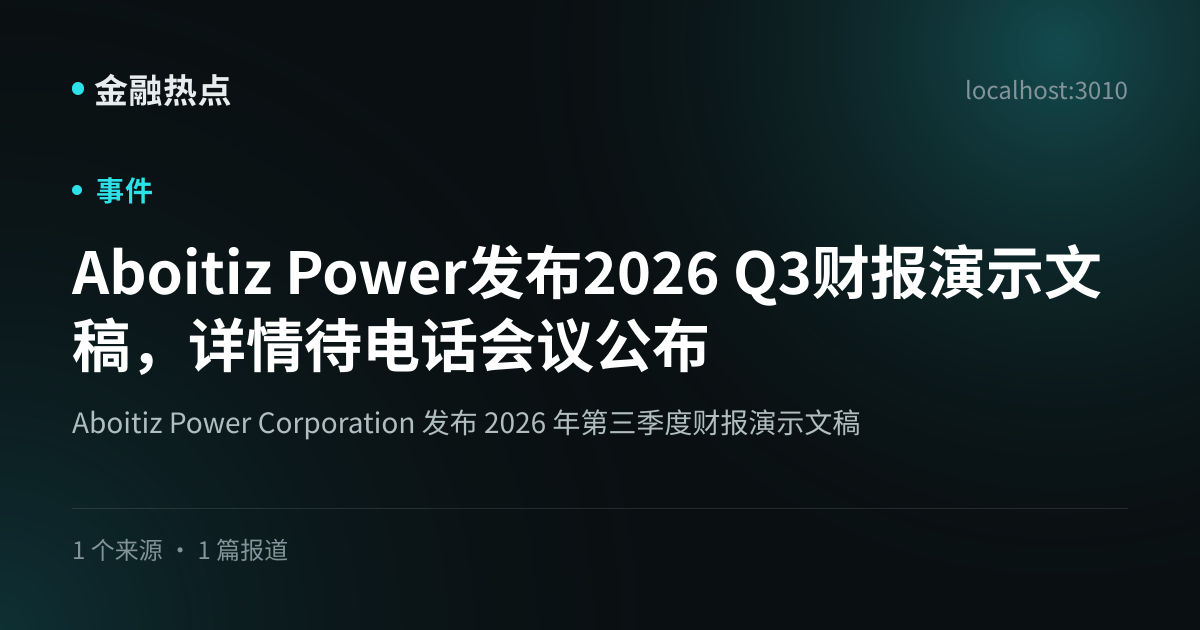 金融热点
localhost:3010
事件
Aboitiz Power发布2026 Q3财报演示文
稿，详情待电话会议公布
Aboitiz Power Corporation 发布 2026 年第三季度财报演示文稿
1 个来源 • 1 篇报道